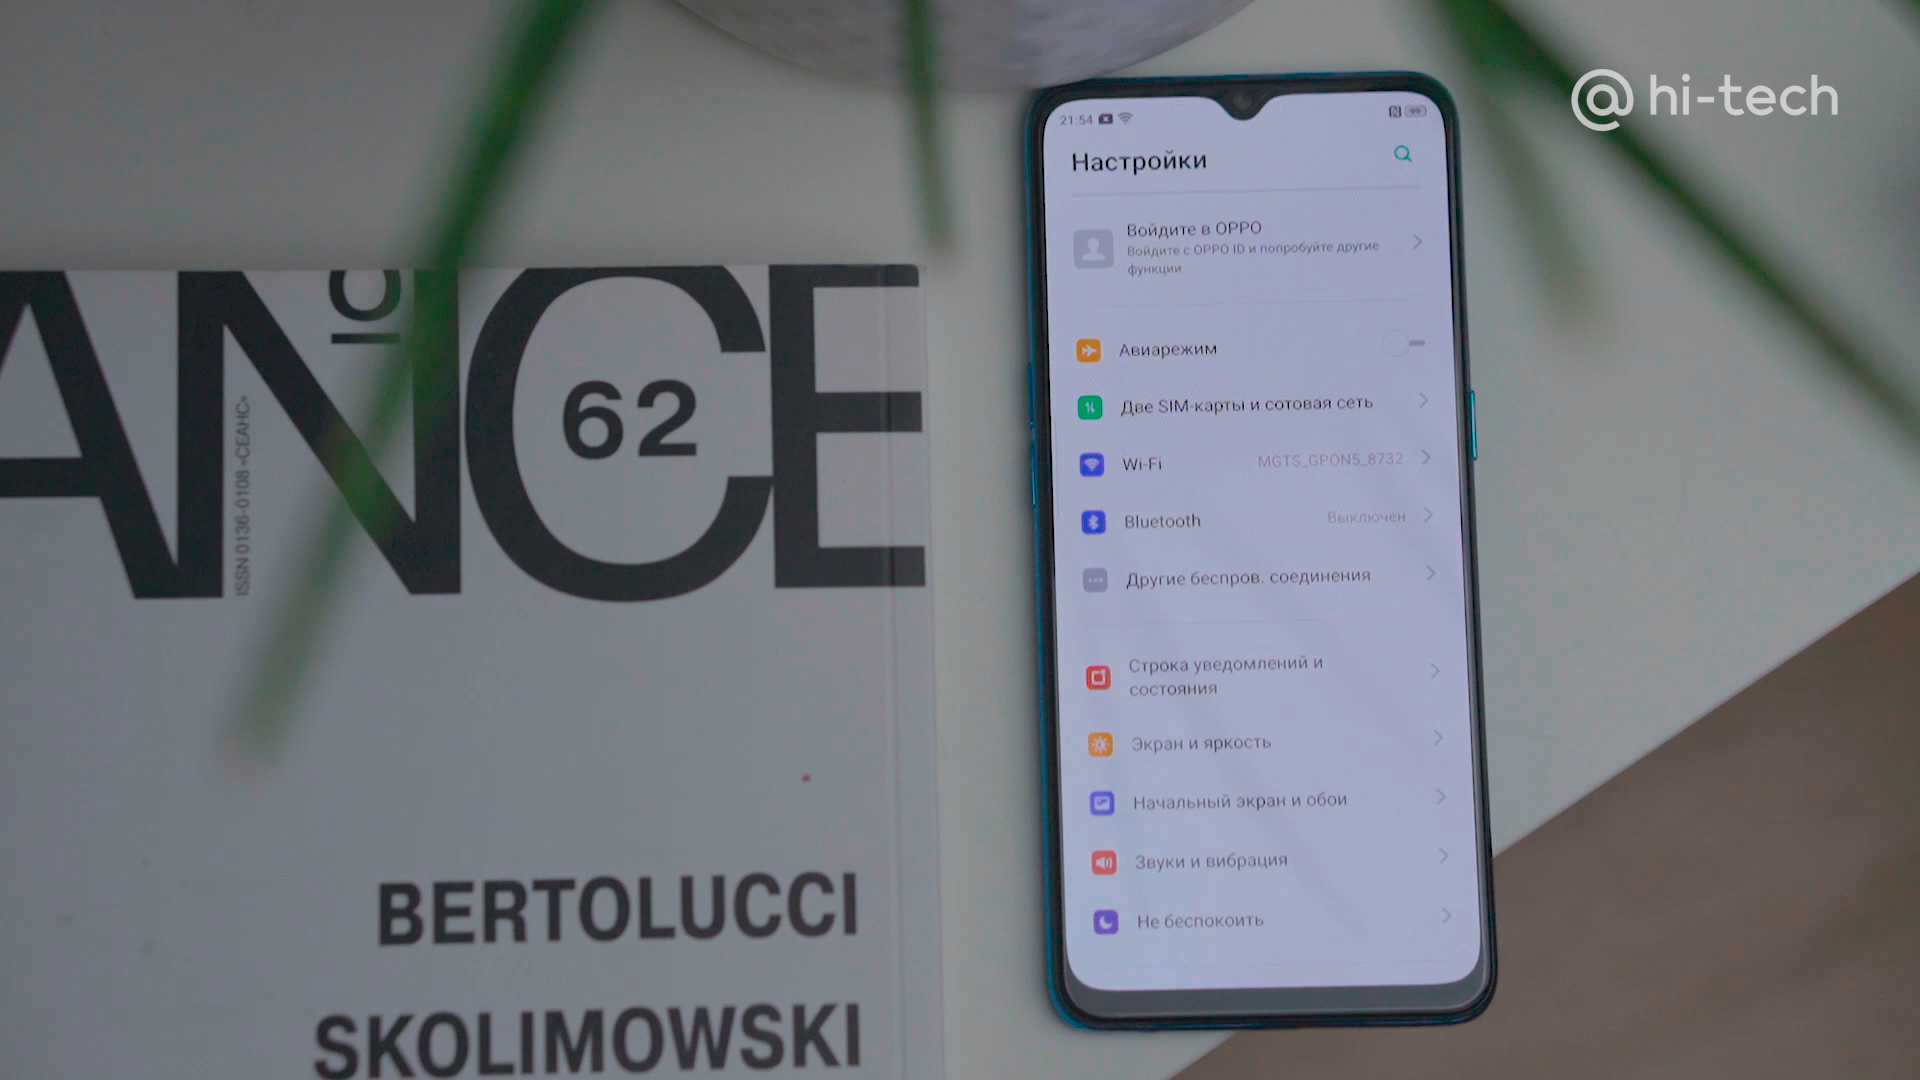 @ hi-tech
ANCE
№
62
ISSN 0136-0108 «СЕАНС»
BERTOLUCCI
SKOLIMOWSKI
21:54
99
Настройки
Войдите в OPPO
Войдите с OPPO ID и попробуйте другие
функции
Авиарежим
Две SIM-карты и сотовая сеть
Wi-Fi MGTS_GPON5_8732
Bluetooth Выключен
Другие беспров. соединения
Строка уведомлений и
состояния
Экран и яркость
Начальный экран и обои
Звуки и вибрация
Не беспокоить